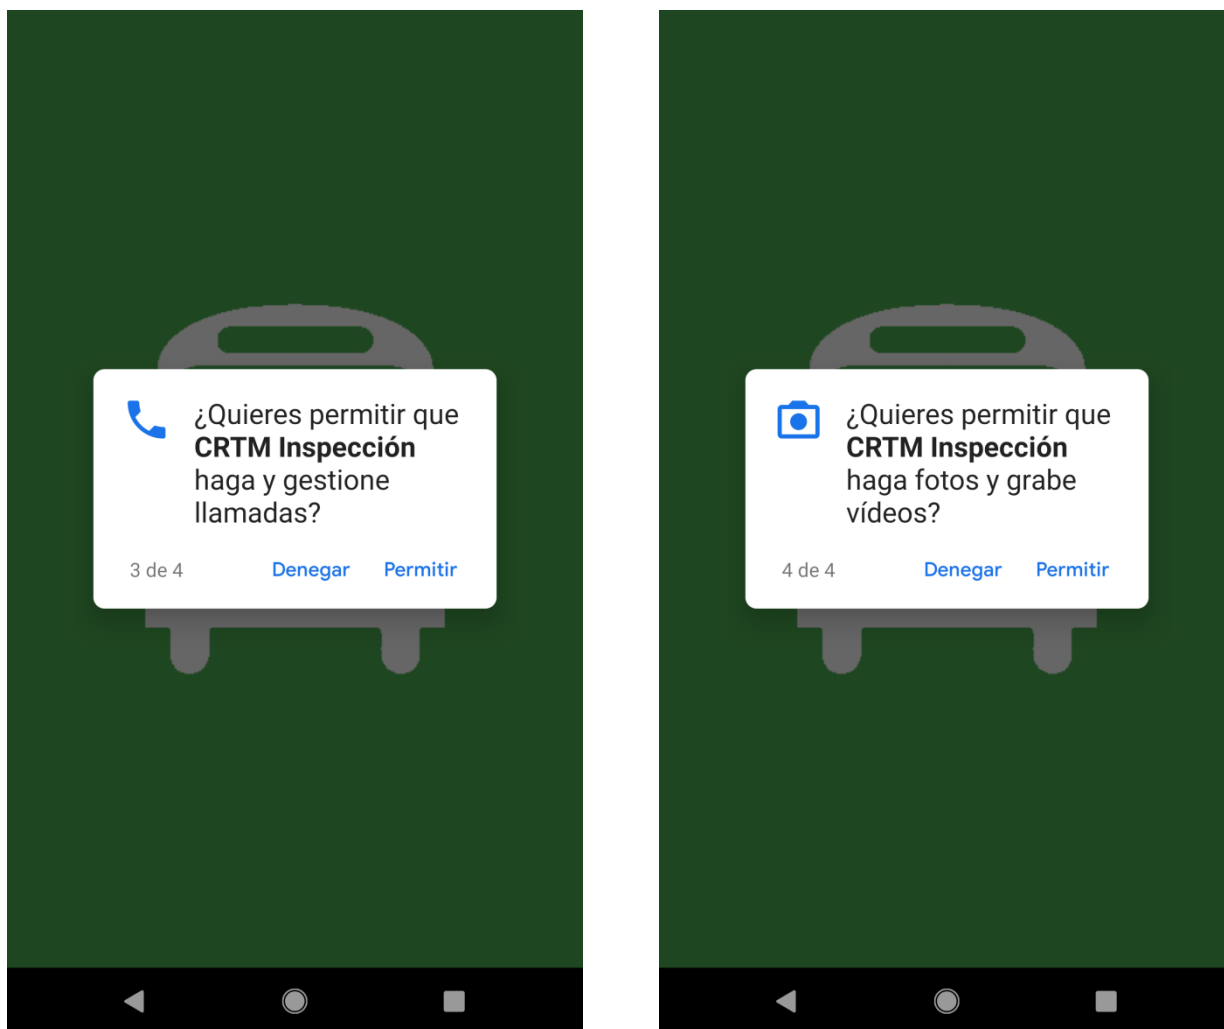 ¿Quieres permitir que
CRTM Inspección
haga y gestione
llamadas?
3 de 4
Denegar
Permitir
¿Quieres permitir que
CRTM Inspección
haga fotos y grabe
vídeos?
4 de 4
Denegar
Permitir